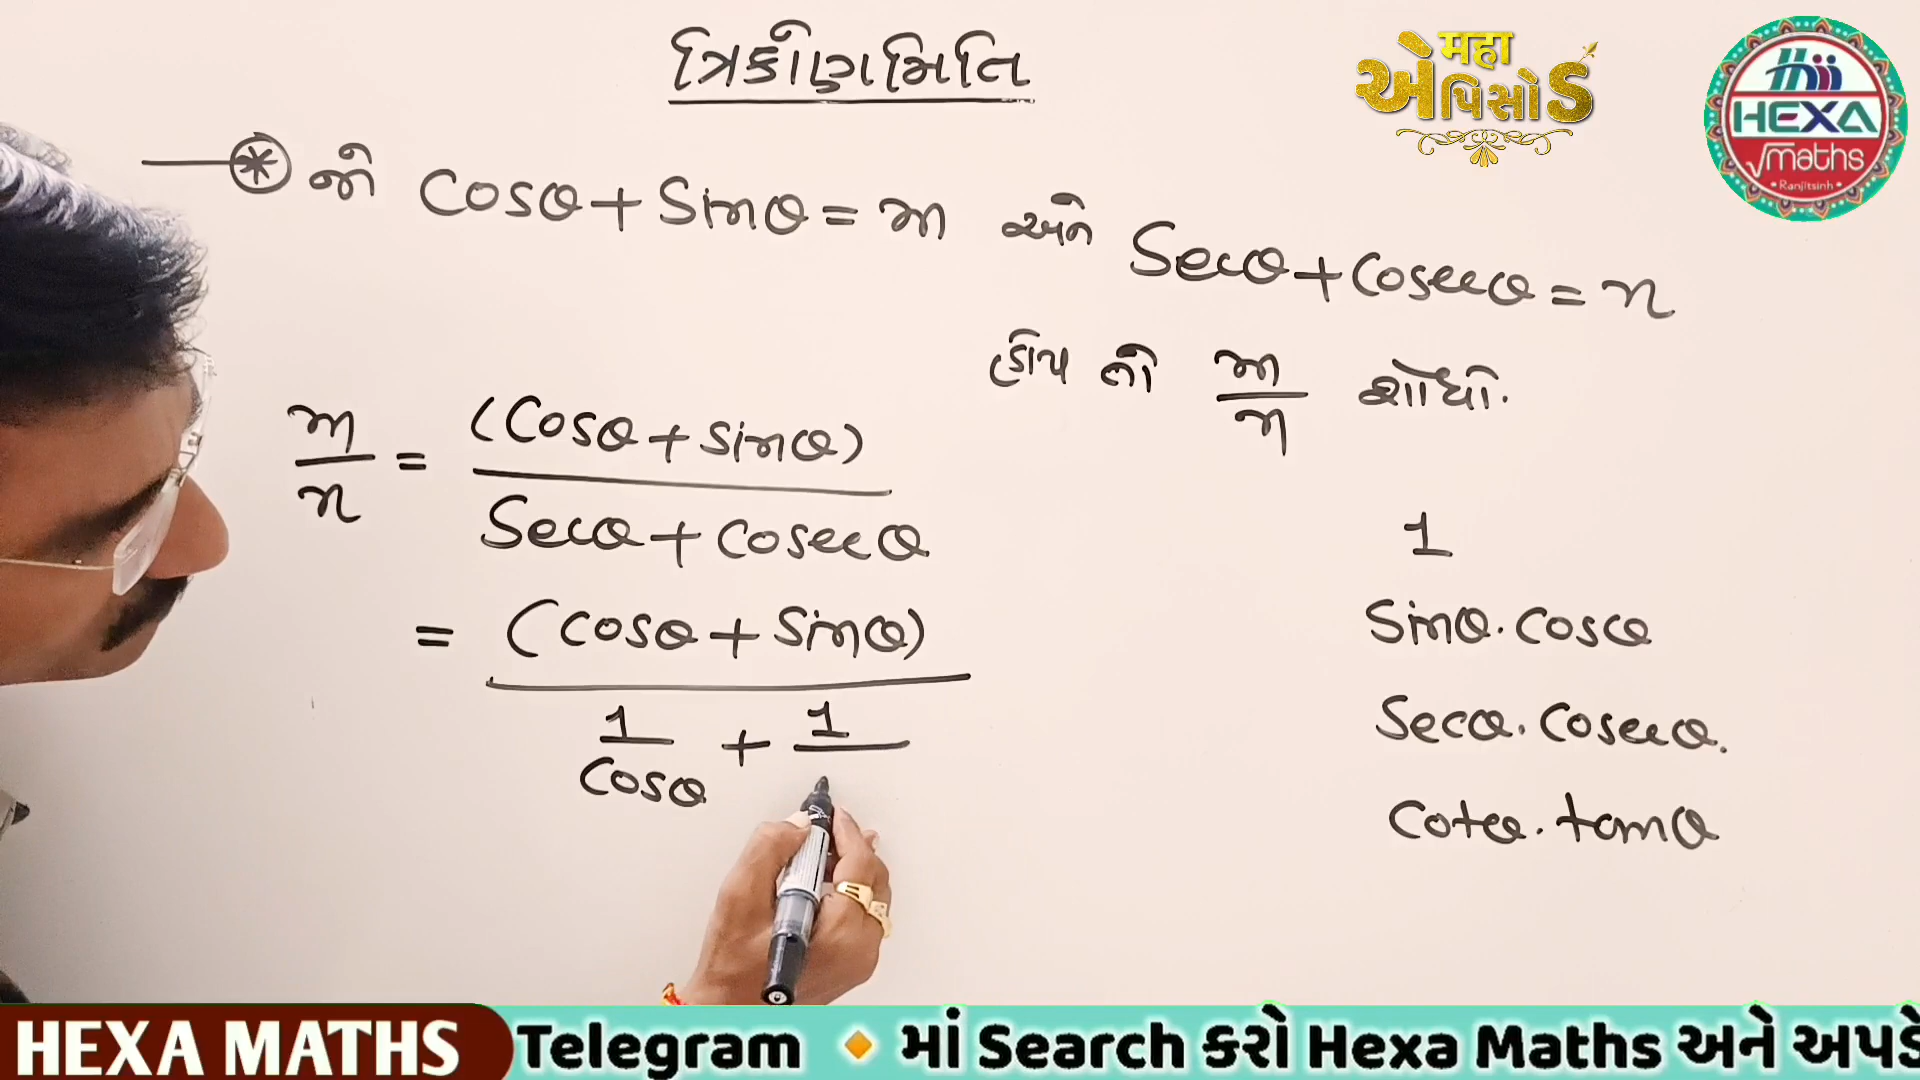 ત્રિકોણમિતિ
महा
એપિસોડ
HEXA
√maths
• Ranjitsinh •
* જો Cosθ + Sinθ = m અને Secθ + Cosecθ = n
હોય તો m/n શોધો.
m/n = (Cosθ + Sinθ) / Secθ + Cosecθ
= (Cosθ + Sinθ) / 1/Cosθ + 1/
1
Sinθ . Cosθ
Secθ . Cosecθ.
Cotθ . tanθ
HEXA MATHS Telegram 🔸 માં Search કરો Hexa Maths અને અપડે